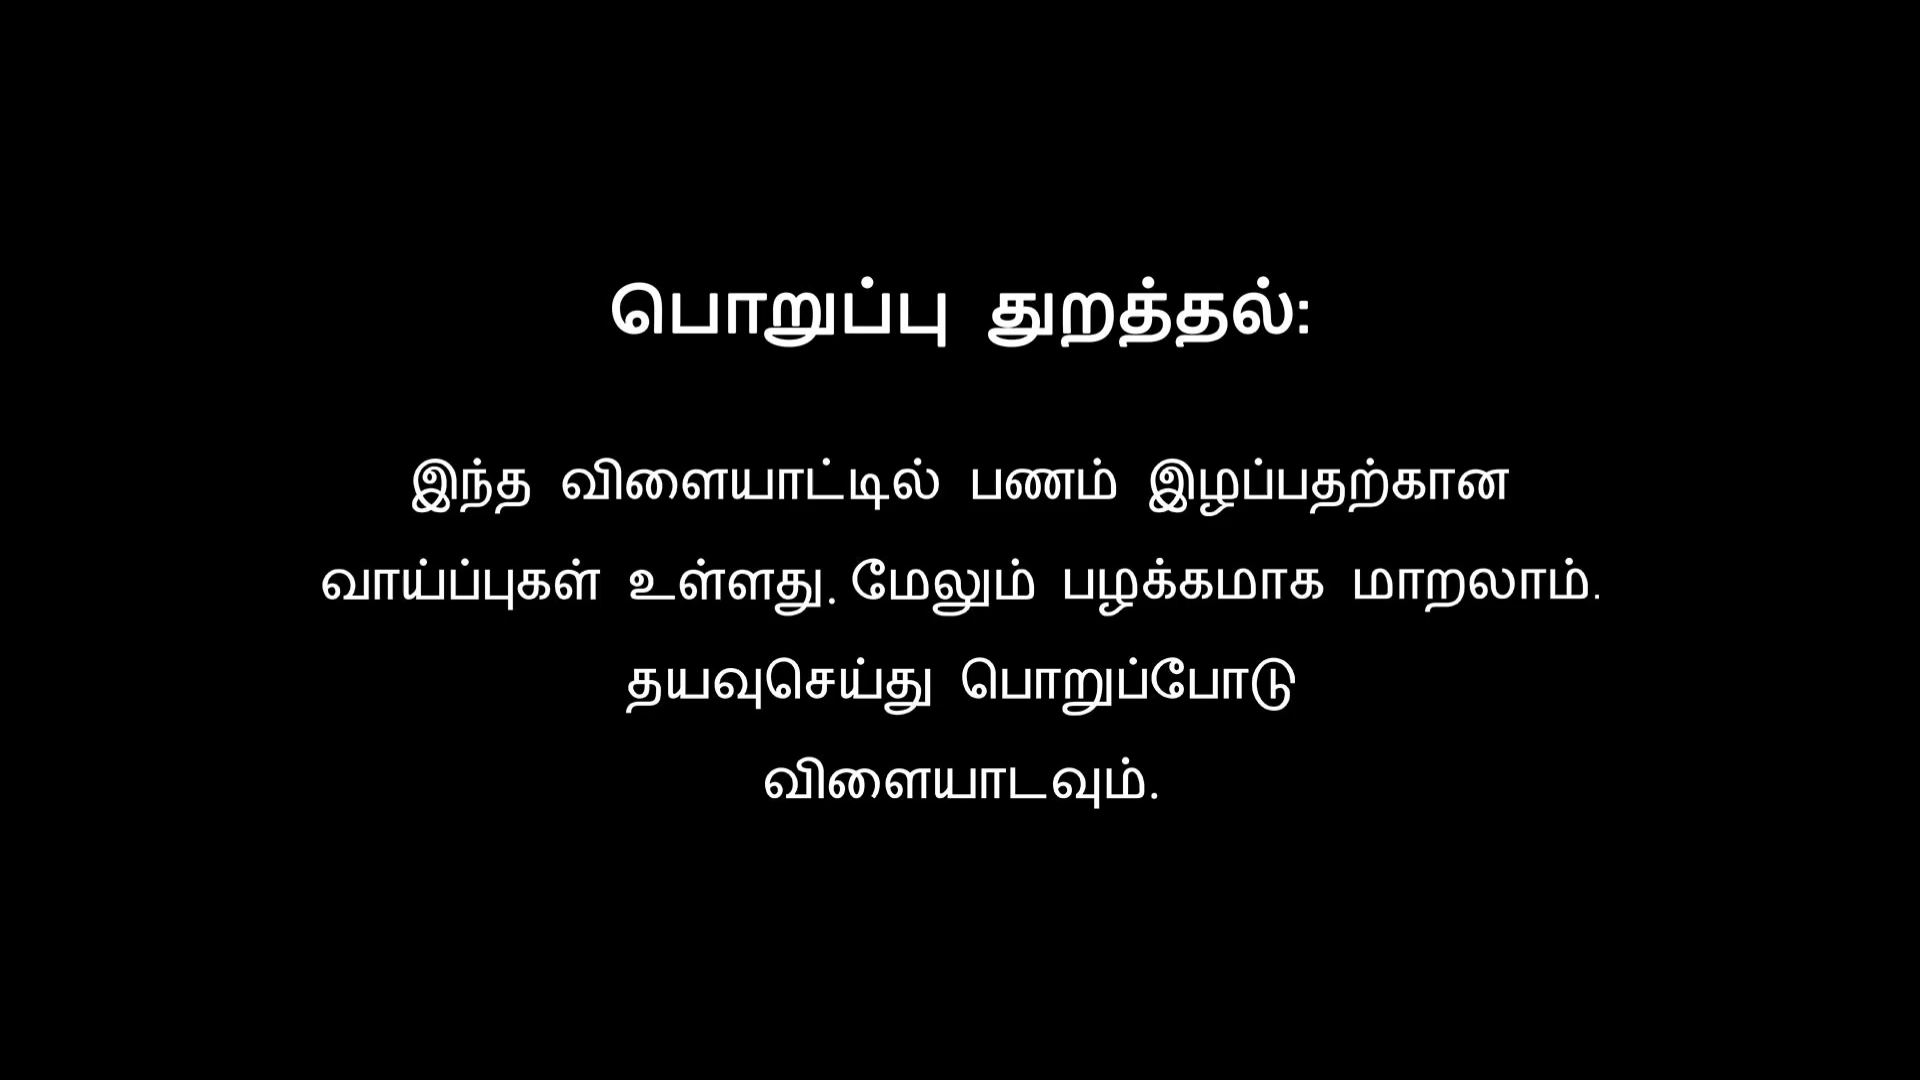 பொறுப்பு துறத்தல்:
இந்த விளையாட்டில் பணம் இழப்பதற்கான
வாய்ப்புகள் உள்ளது. மேலும் பழக்கமாக மாறலாம்.
தயவுசெய்து பொறுப்போடு
விளையாடவும்.